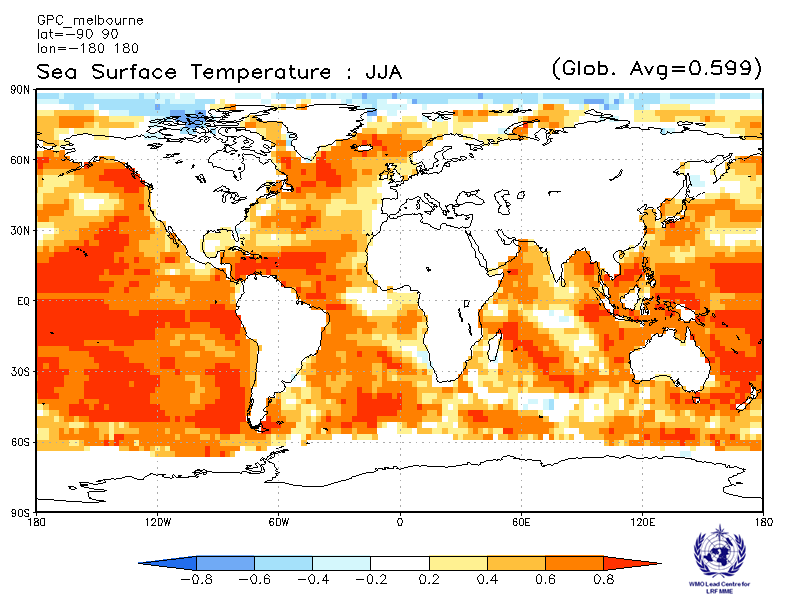 GPC_melbourne
lat=-90 90
lon=-180 180
Sea Surface Temperature : JJA (Glob. Avg=0.599)
90N
60N
30N
EQ
30S
60S
90S
180 120W 60W 0 60E 120E 180
-0.8 -0.6 -0.4 -0.2 0.2 0.4 0.6 0.8
WMO Lead Centre for
LRF MME